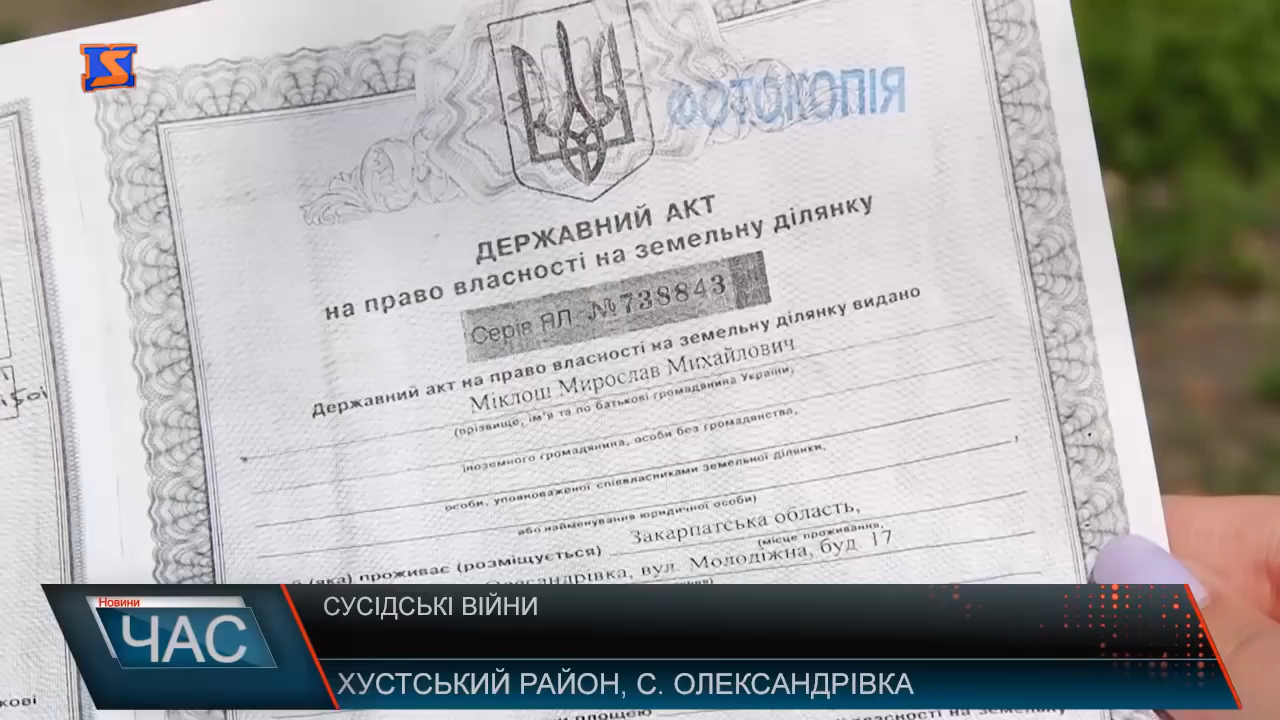 S
ФОТОКОПІЯ
ДЕРЖАВНИЙ АКТ
на право власності на земельну ділянку
Серія ЯЛ №738843
Державний акт на право власності на земельну ділянку видано
Міклош Мирослав Михайлович
(прізвище, ім'я та по батькові громадянина України,
іноземного громадянина, особи без громадянства,
особи, уповноваженої співвласниками земельної ділянки,
або найменування юридичної особи)
(яка) проживає (розміщується) Закарпатська область,
(місце проживання,
вул. Молодіжна, буд 17
Новини
ЧАС
СУСІДСЬКІ ВІЙНИ
ХУСТСЬКИЙ РАЙОН, С. ОЛЕКСАНДРІВКА